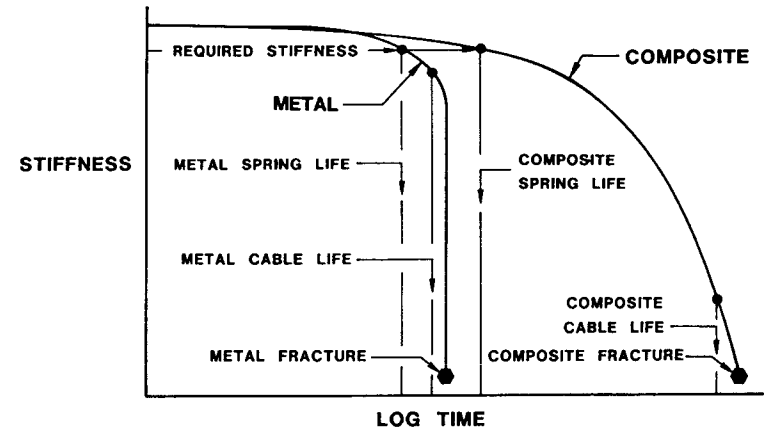 REQUIRED STIFFNESS
COMPOSITE
METAL
STIFFNESS
METAL SPRING LIFE
COMPOSITE
SPRING LIFE
METAL CABLE LIFE
COMPOSITE
CABLE LIFE
METAL FRACTURE
COMPOSITE FRACTURE
LOG TIME